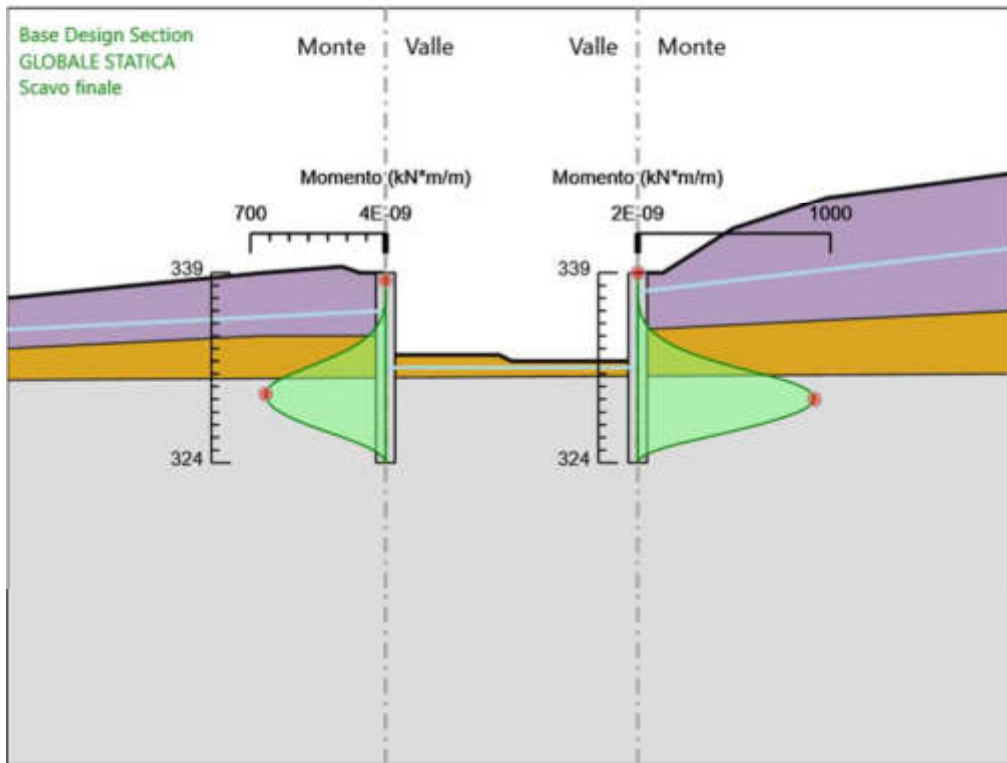 Base Design Section
GLOBALE STATICA
Scavo finale
Monte Valle Valle Monte
Momento (kN*m/m) Momento (kN*m/m)
700 4E-09 2E-09 1000
339 339
324 324